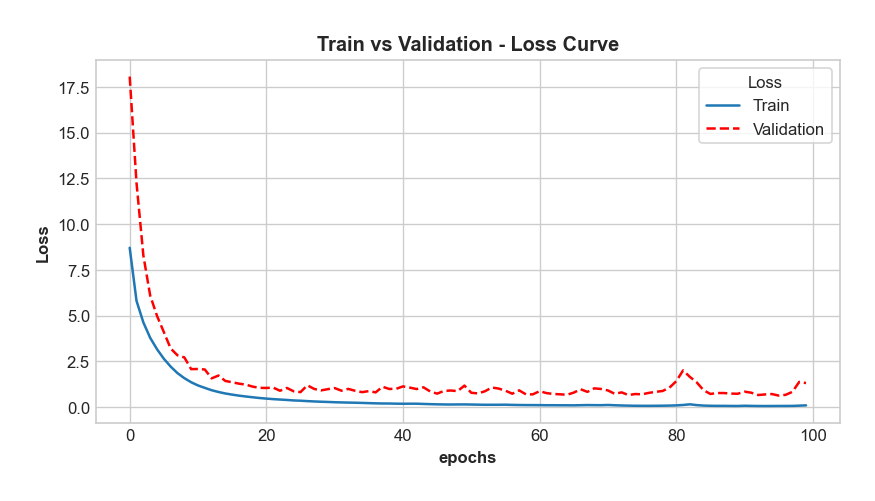 Train vs Validation - Loss Curve
Loss
Train
Validation
17.5
15.0
12.5
10.0
7.5
5.0
2.5
0.0
Loss
0 20 40 60 80 100
epochs